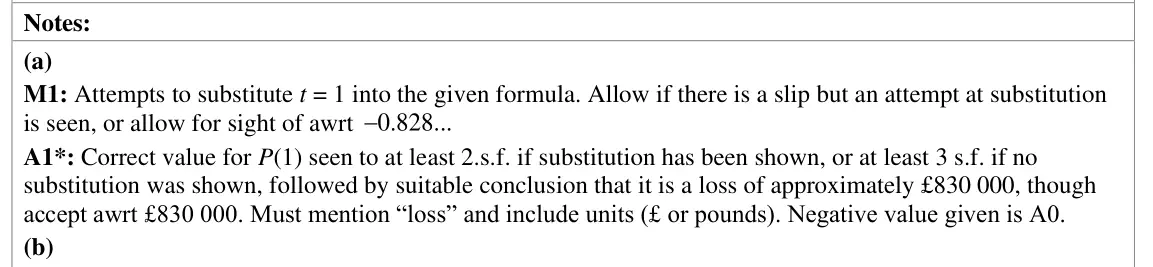 Notes:
(a)
M1: Attempts to substitute t = 1 into the given formula. Allow if there is a slip but an attempt at substitution
is seen, or allow for sight of awrt −0.828...
A1*: Correct value for P(1) seen to at least 2.s.f. if substitution has been shown, or at least 3 s.f. if no
substitution was shown, followed by suitable conclusion that it is a loss of approximately £830 000, though
accept awrt £830 000. Must mention “loss” and include units (£ or pounds). Negative value given is A0.
(b)